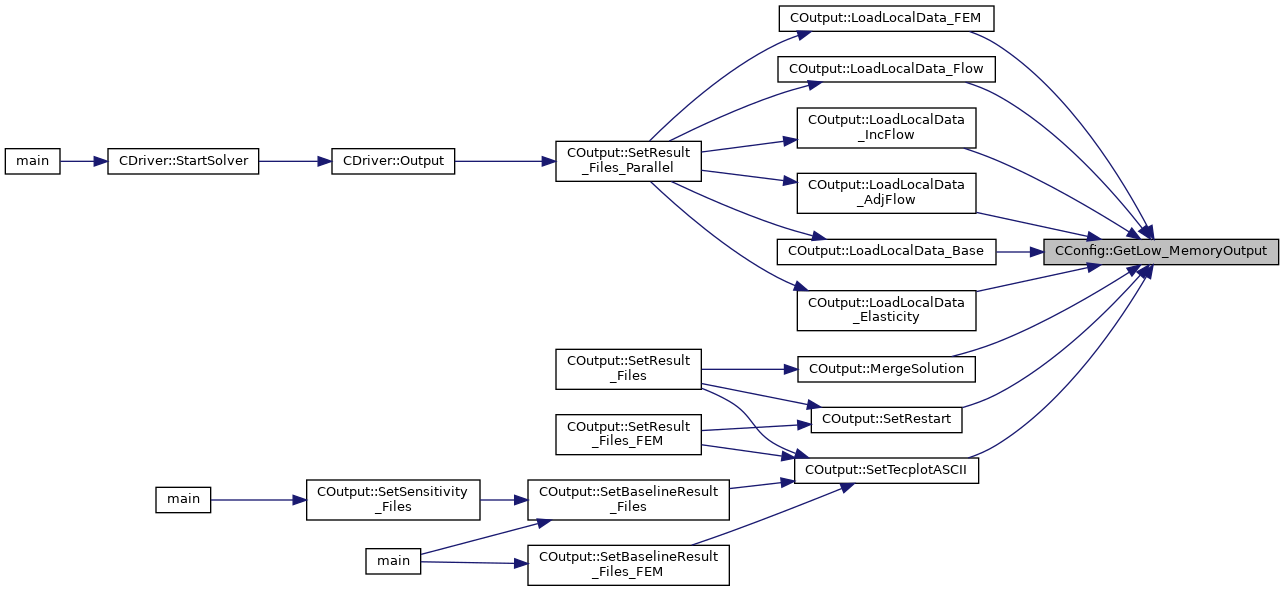 COutput::LoadLocalData_FEM
COutput::LoadLocalData_Flow
COutput::LoadLocalData
_IncFlow
main
CDriver::StartSolver
CDriver::Output
COutput::SetResult
_Files_Parallel
COutput::LoadLocalData
_AdjFlow
COutput::LoadLocalData_Base
CConfig::GetLow_MemoryOutput
COutput::LoadLocalData
_Elasticity
COutput::SetResult
_Files
COutput::MergeSolution
COutput::SetResult
_Files_FEM
COutput::SetRestart
COutput::SetTecplotASCII
main
COutput::SetSensitivity
_Files
COutput::SetBaselineResult
_Files
main
COutput::SetBaselineResult
_Files_FEM